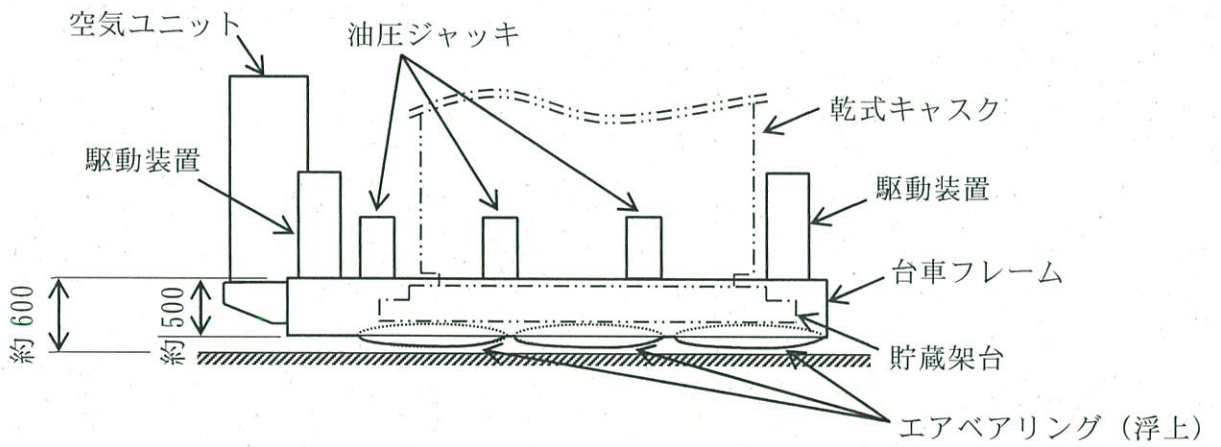 空気ユニット
油圧ジャッキ
乾式キャスク
駆動装置
駆動装置
台車フレーム
約600
約500
貯蔵架台
エアベアリング（浮上）